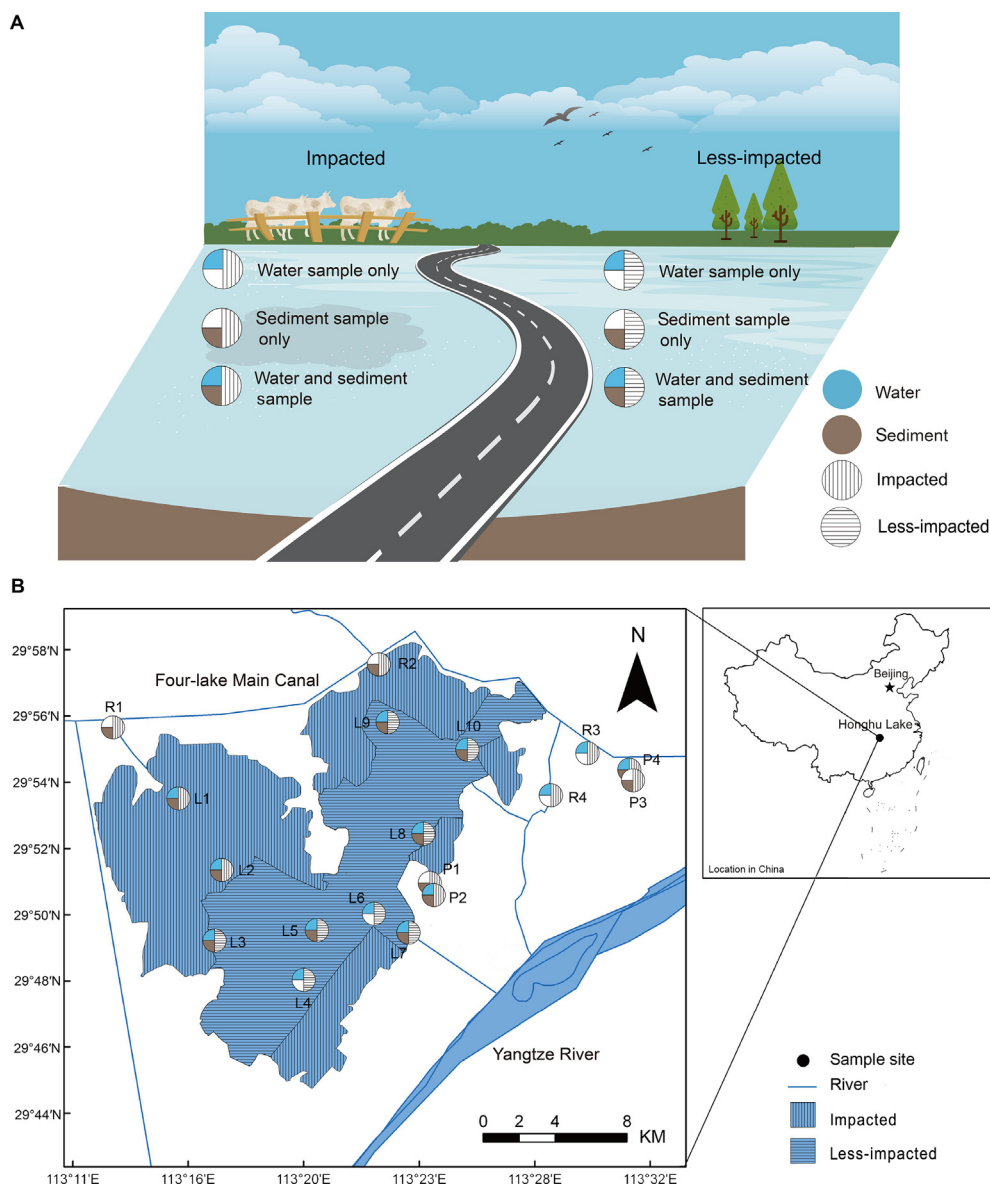 A
Impacted
Less-impacted
Water sample only
Water sample only
Sediment sample
only
Sediment sample
only
Water and sediment
sample
Water and sediment
sample
Water
Sediment
Impacted
Less-impacted
B
29°58'N
29°56'N
29°54'N
29°52'N
29°50'N
29°48'N
29°46'N
29°44'N
113°11'E
113°16'E
113°20'E
113°23'E
113°28'E
113°32'E
Four-lake Main Canal
N
R1
R2
L9
L10
R3
P4
P3
R4
L1
L8
L2
P1
P2
L6
L5
L3
L7
L4
Yangtze River
0 2 4 8
KM
Beijing
Honghu Lake
Location in China
Sample site
River
Impacted
Less-impacted